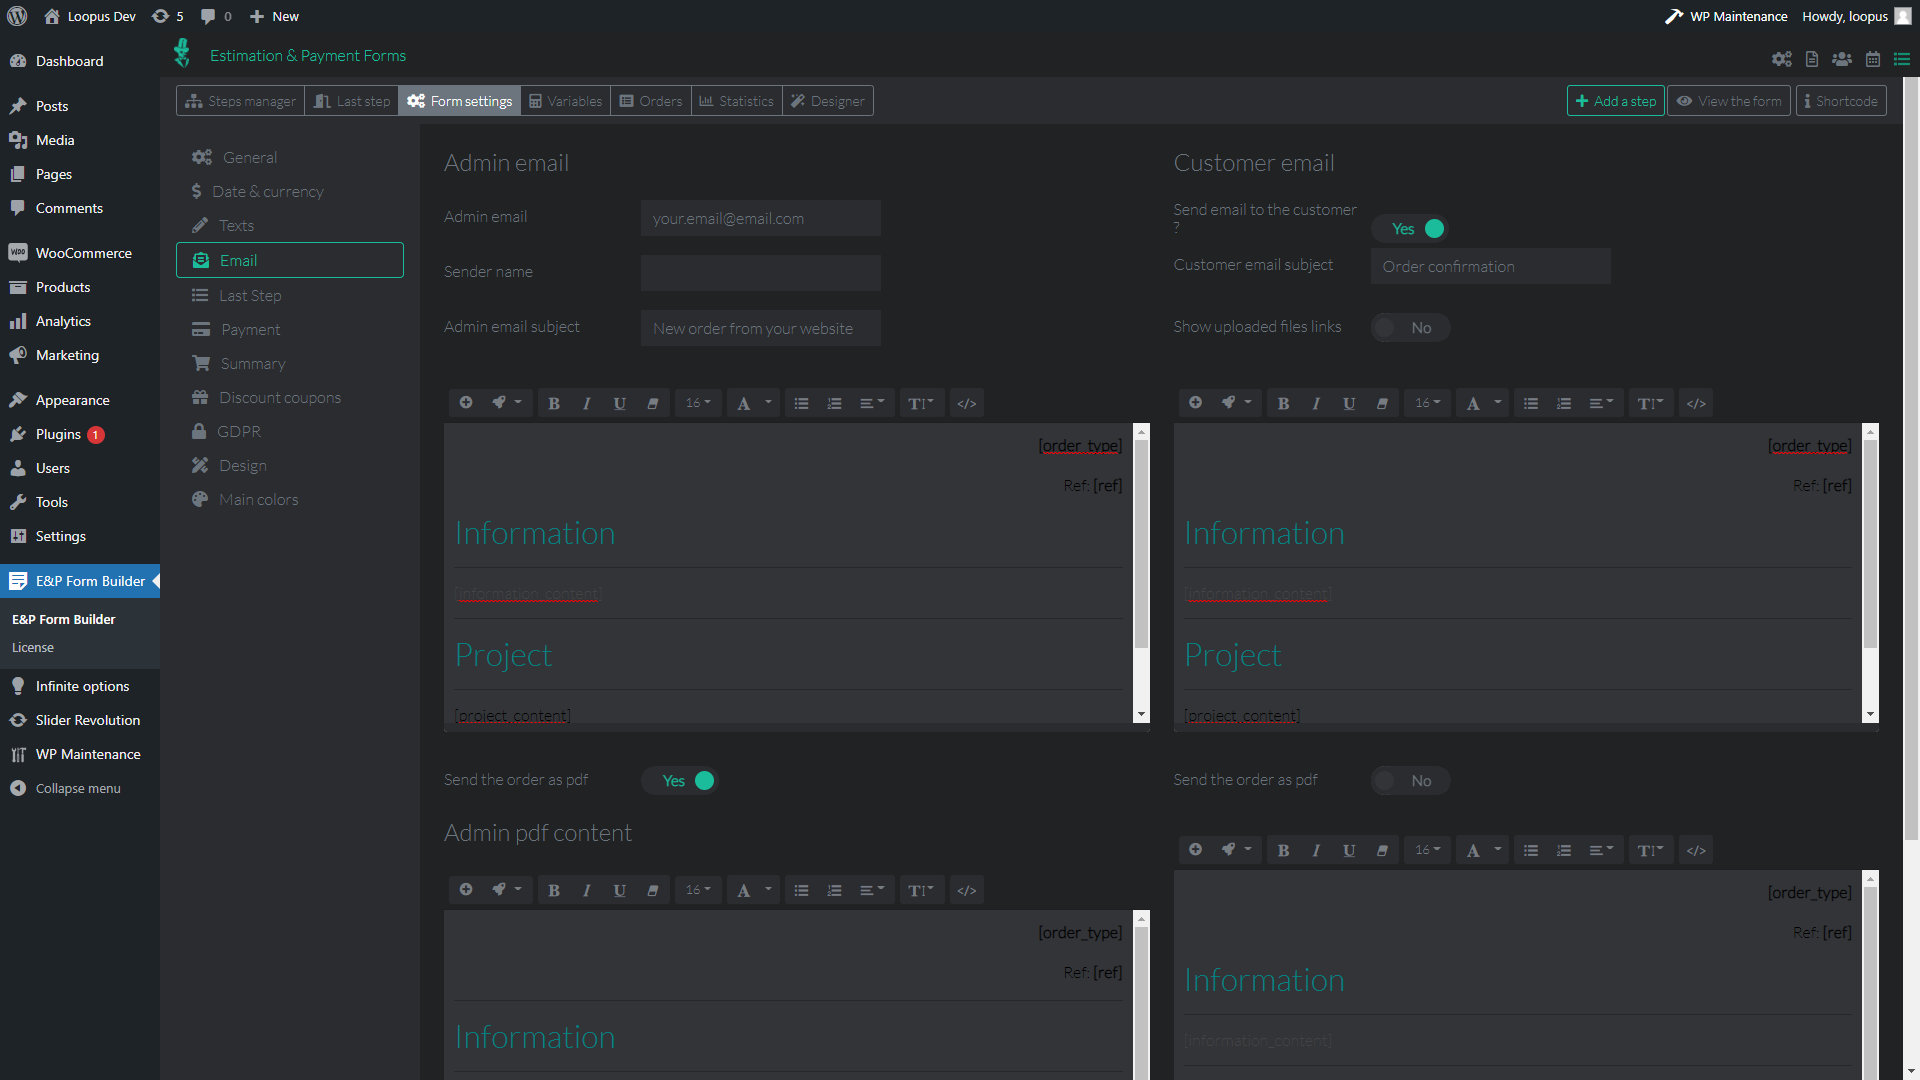 Loopus Dev 5 0 New WP Maintenance Howdy, loopus
Dashboard
Posts
Media
Pages
Comments
WooCommerce
Products
Analytics
Marketing
Appearance
Plugins 1
Users
Tools
Settings
E&P Form Builder
E&P Form Builder
License
Infinite options
Slider Revolution
WP Maintenance
Collapse menu
Estimation & Payment Forms
Steps manager Last step Form settings Variables Orders Statistics Designer
Add a step View the form Shortcode
General
Date & currency
Texts
Email
Last Step
Payment
Summary
Discount coupons
GDPR
Design
Main colors
Admin email
Admin email your.email@email.com
Sender name
Admin email subject New order from your website
B I U 16 A TI </>
[order_type]
Ref: [ref]
Information
[information_content]
Project
[project_content]
Send the order as pdf Yes
Admin pdf content
B I U 16 A TI </>
[order_type]
Ref: [ref]
Information
Customer email
Send email to the customer
? Yes
Customer email subject Order confirmation
Show uploaded files links No
B I U 16 A TI </>
[order_type]
Ref: [ref]
Information
[information_content]
Project
[project_content]
Send the order as pdf No
B I U 16 A TI </>
[order_type]
Ref: [ref]
Information
[information_content]